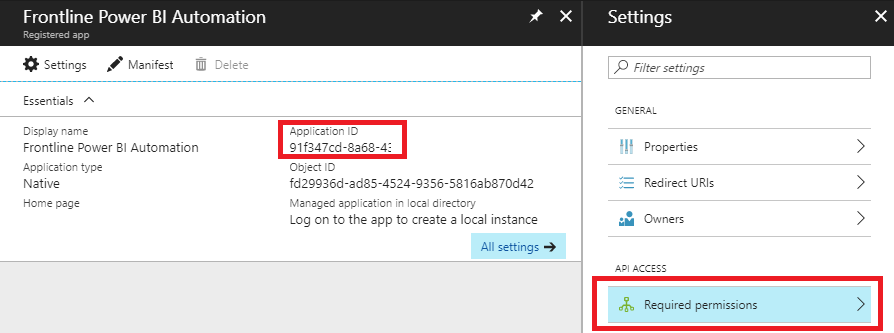 Frontline Power BI Automation
Registered app
Settings
Manifest
Delete
Essentials
Display name
Frontline Power BI Automation
Application type
Native
Home page
Application ID
91f347cd-8a68-43
Object ID
fd29936d-ad85-4524-9356-5816ab870d42
Managed application in local directory
Log on to the app to create a local instance
All settings
Settings
Filter settings
GENERAL
Properties
Redirect URIs
Owners
API ACCESS
Required permissions